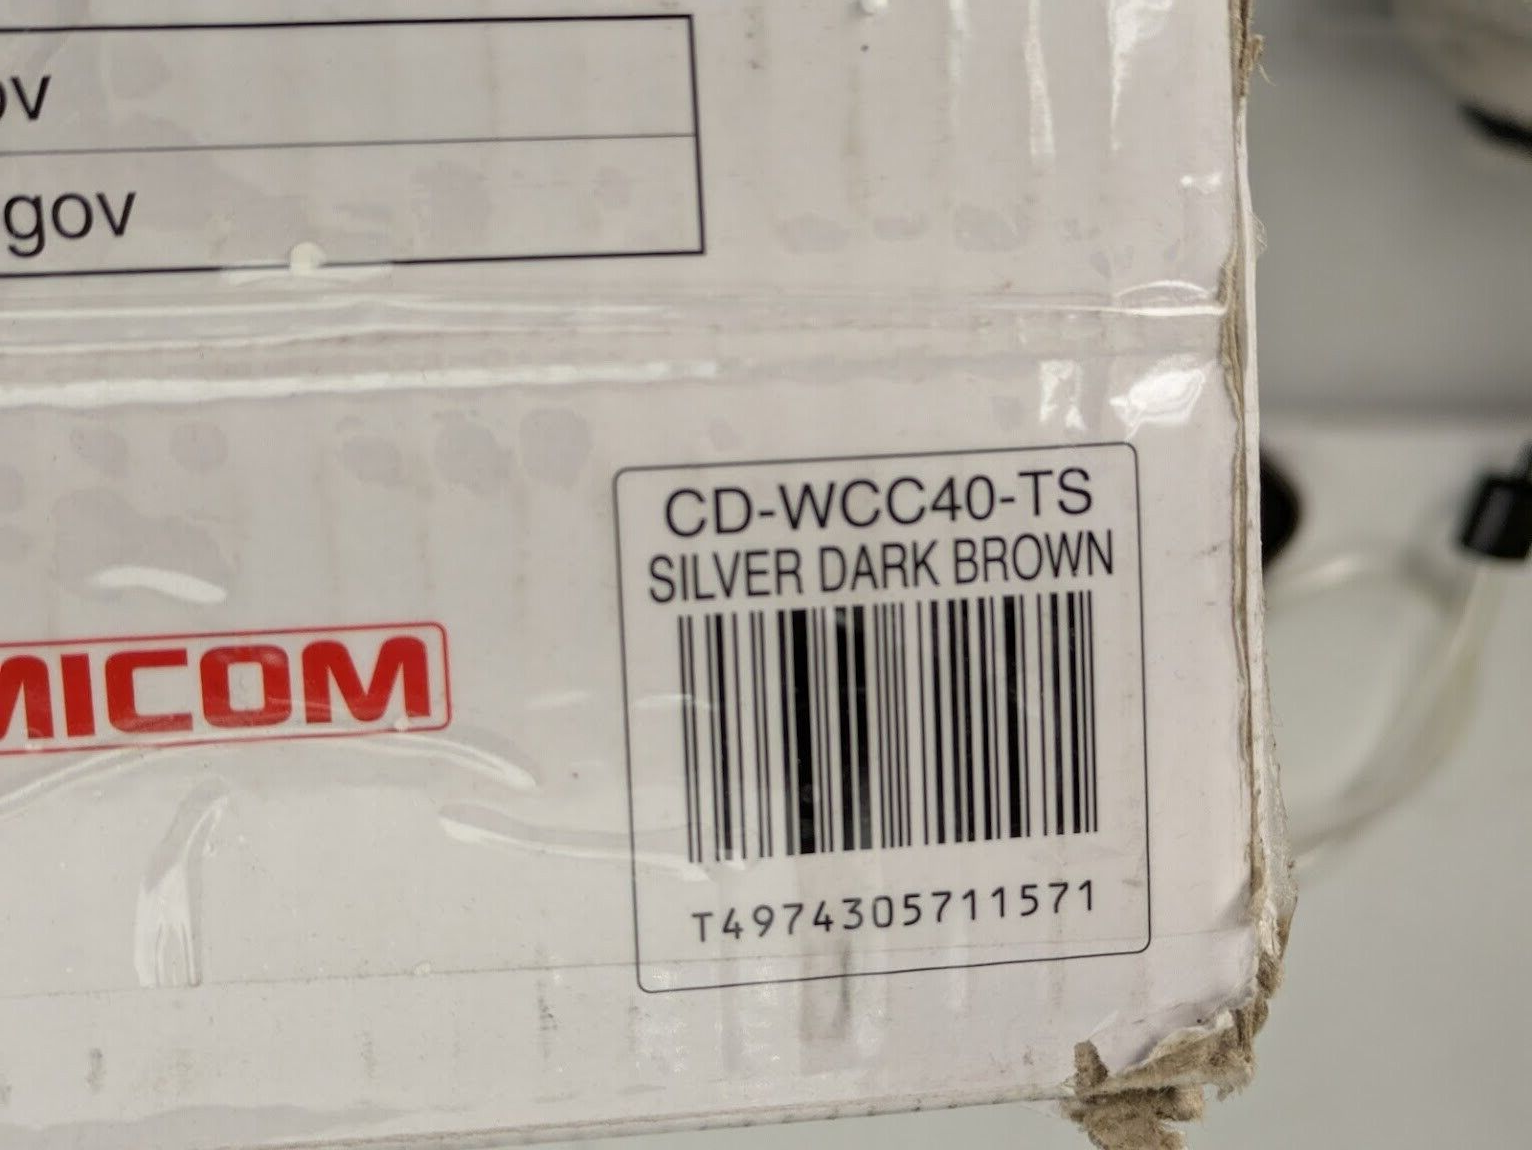 ov
.gov
MICOM
CD-WCC40-TS
SILVER DARK BROWN
T4974305711571